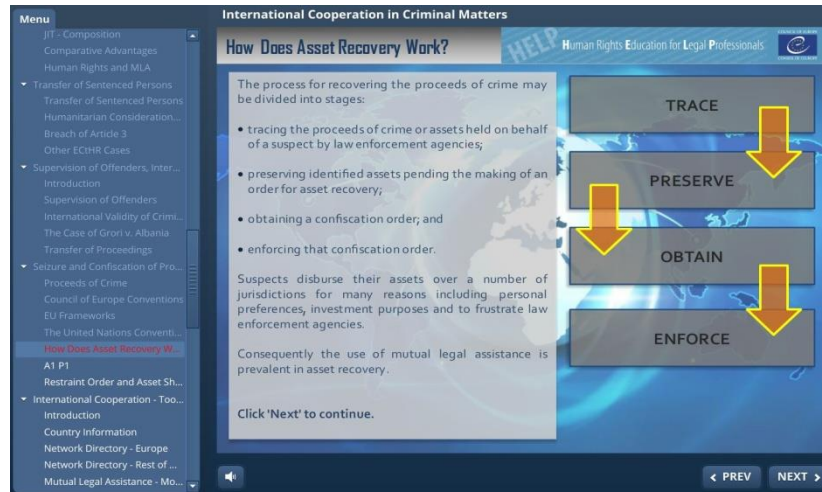 Menu
JIT - Composition
Comparative Advantages
Human Rights and MLA
Transfer of Sentenced Persons
Transfer of Sentenced Persons
Humanitarian Consideration...
Breach of Article 3
Other ECtHR Cases
Supervision of Offenders, Inter...
Introduction
Supervision of Offenders
International Validity of Crimi...
The Case of Grori v. Albania
Transfer of Proceedings
Seizure and Confiscation of Pro...
Proceeds of Crime
Council of Europe Conventions
EU Frameworks
The United Nations Conventi...
How Does Asset Recovery W...
A1 P1
Restraint Order and Asset Sh...
International Cooperation - Too...
Introduction
Country Information
Network Directory - Europe
Network Directory - Rest of ...
Mutual Legal Assistance - Mo...
International Cooperation in Criminal Matters
How Does Asset Recovery Work?
HELP
Human Rights Education for Legal Professionals
COUNCIL OF EUROPE
CONSEIL DE L'EUROPE
The process for recovering the proceeds of crime may
be divided into stages:
• tracing the proceeds of crime or assets held on behalf
of a suspect by law enforcement agencies;
• preserving identified assets pending the making of an
order for asset recovery;
• obtaining a confiscation order; and
• enforcing that confiscation order.
Suspects disburse their assets over a number of
jurisdictions for many reasons including personal
preferences, investment purposes and to frustrate law
enforcement agencies.
Consequently the use of mutual legal assistance is
prevalent in asset recovery.
Click 'Next' to continue.
TRACE
PRESERVE
OBTAIN
ENFORCE
PREV
NEXT